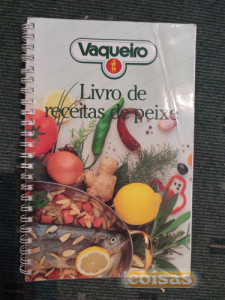 Vaqueiro
Livro de
receitas de peixe
coisas